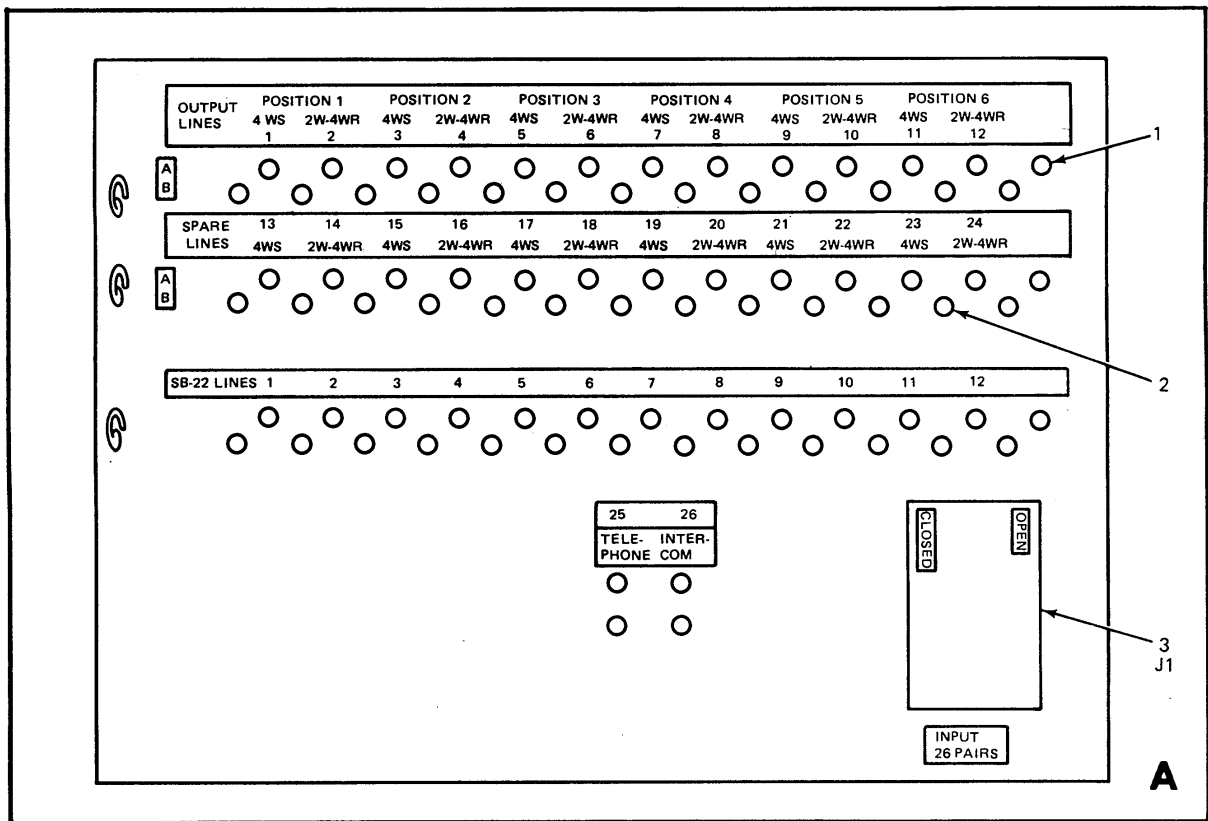 OUTPUT LINES
POSITION 1 POSITION 2 POSITION 3 POSITION 4 POSITION 5 POSITION 6
4 WS 2W-4WR 4WS 2W-4WR 4WS 2W-4WR 4WS 2W-4WR 4WS 2W-4WR 4WS 2W-4WR
1 2 3 4 5 6 7 8 9 10 11 12
1
A
B
SPARE LINES
13 14 15 16 17 18 19 20 21 22 23 24
4WS 2W-4WR 4WS 2W-4WR 4WS 2W-4WR 4WS 2W-4WR 4WS 2W-4WR 4WS 2W-4WR
A
B
2
SB-22 LINES 1 2 3 4 5 6 7 8 9 10 11 12
25 26
TELE- INTER-
PHONE COM
CLOSED
OPEN
3
J1
INPUT
26 PAIRS
A